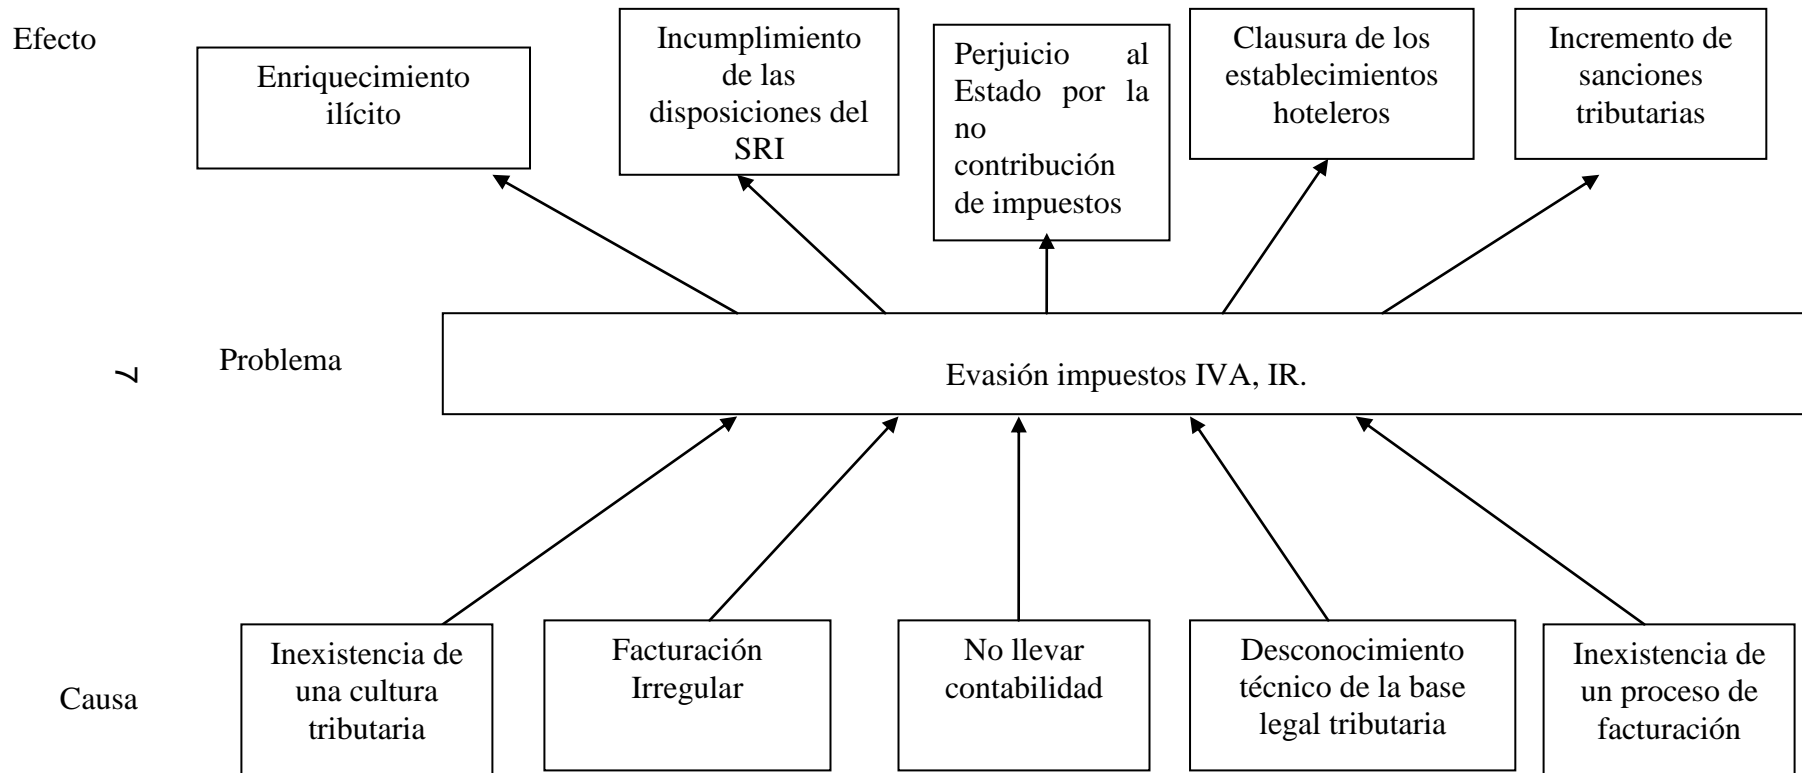 Efecto
Enriquecimiento
ilícito
Incumplimiento
de las
disposiciones del
SRI
Perjuicio al
Estado por la
no
contribución
de impuestos
Clausura de los
establecimientos
hoteleros
Incremento de
sanciones
tributarias
7
Problema
Evasión impuestos IVA, IR.
Causa
Inexistencia de
una cultura
tributaria
Facturación
Irregular
No llevar
contabilidad
Desconocimiento
técnico de la base
legal tributaria
Inexistencia de
un proceso de
facturación